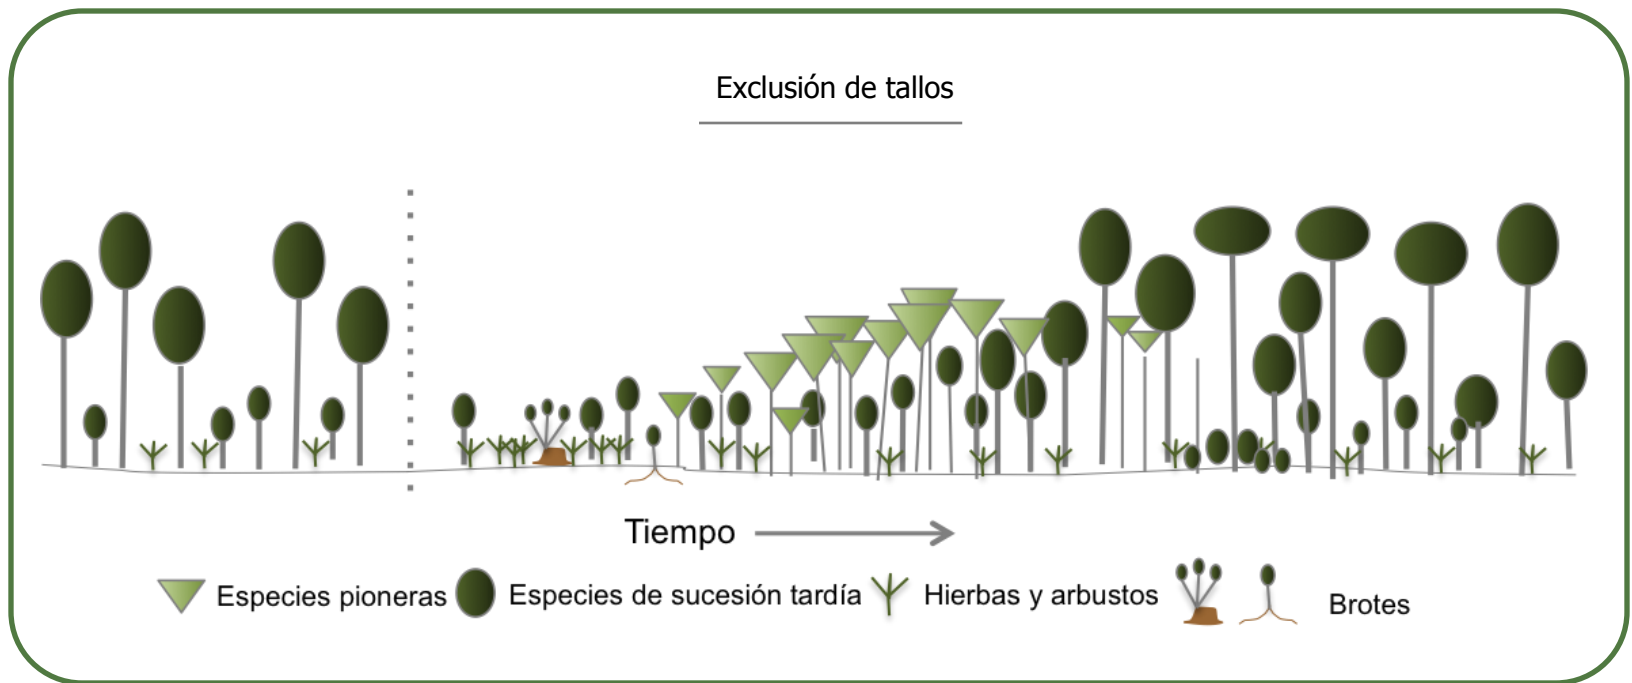 Exclusión de tallos
Tiempo
Especies pioneras
Especies de sucesión tardía
Hierbas y arbustos
Brotes